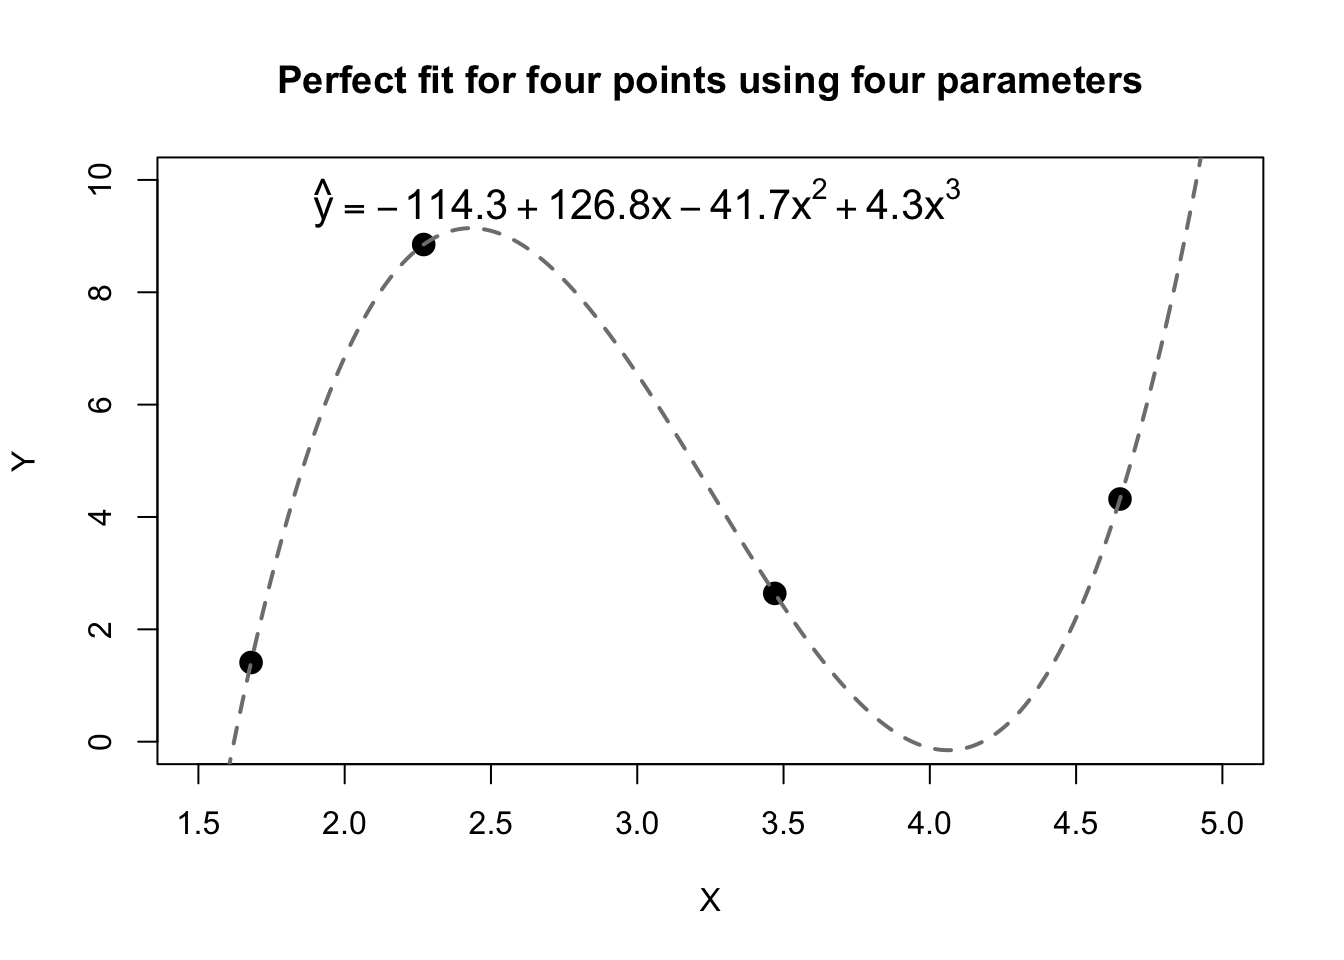 Perfect fit for four points using four parameters
ŷ = − 114.3 + 126.8x − 41.7x² + 4.3x³
10
8
6
4
2
0
Y
1.5 2.0 2.5 3.0 3.5 4.0 4.5 5.0
X